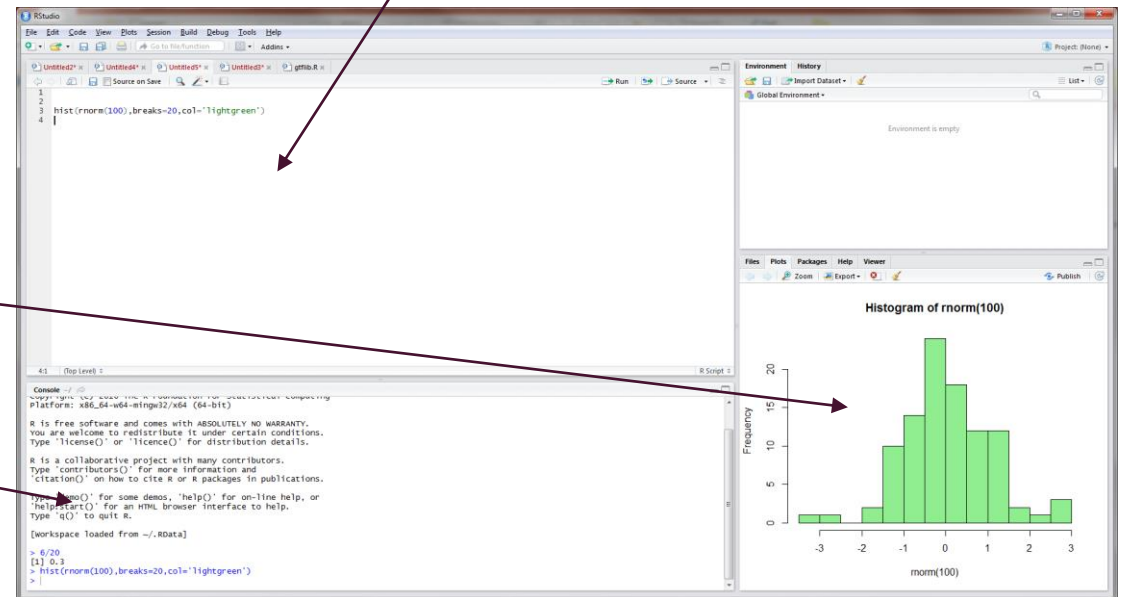 RStudio
File Edit Code View Plots Session Build Debug Tools Help
Go to file/function Addins
Project: (None)
Untitled2* Untitled4* Untitled5* Untitled3* gtflib.R
Source on Save Run Source
1
2
3 hist(rnorm(100),breaks=20,col='lightgreen')
4
4:1 (Top Level) R Script
Console ~/
Copyright (C) 2016 The R Foundation for Statistical Computing
Platform: x86_64-w64-mingw32/x64 (64-bit)
R is free software and comes with ABSOLUTELY NO WARRANTY.
You are welcome to redistribute it under certain conditions.
Type 'license()' or 'licence()' for distribution details.
R is a collaborative project with many contributors.
Type 'contributors()' for more information and
'citation()' on how to cite R or R packages in publications.
Type 'demo()' for some demos, 'help()' for on-line help, or
'help.start()' for an HTML browser interface to help.
Type 'q()' to quit R.
[Workspace loaded from ~/.RData]
> 6/20
[1] 0.3
> hist(rnorm(100),breaks=20,col='lightgreen')
>
Environment History
Import Dataset List
Global Environment
Environment is empty
Files Plots Packages Help Viewer
Zoom Export Publish
Histogram of rnorm(100)
Frequency
20
15
10
5
0
-3 -2 -1 0 1 2 3
rnorm(100)